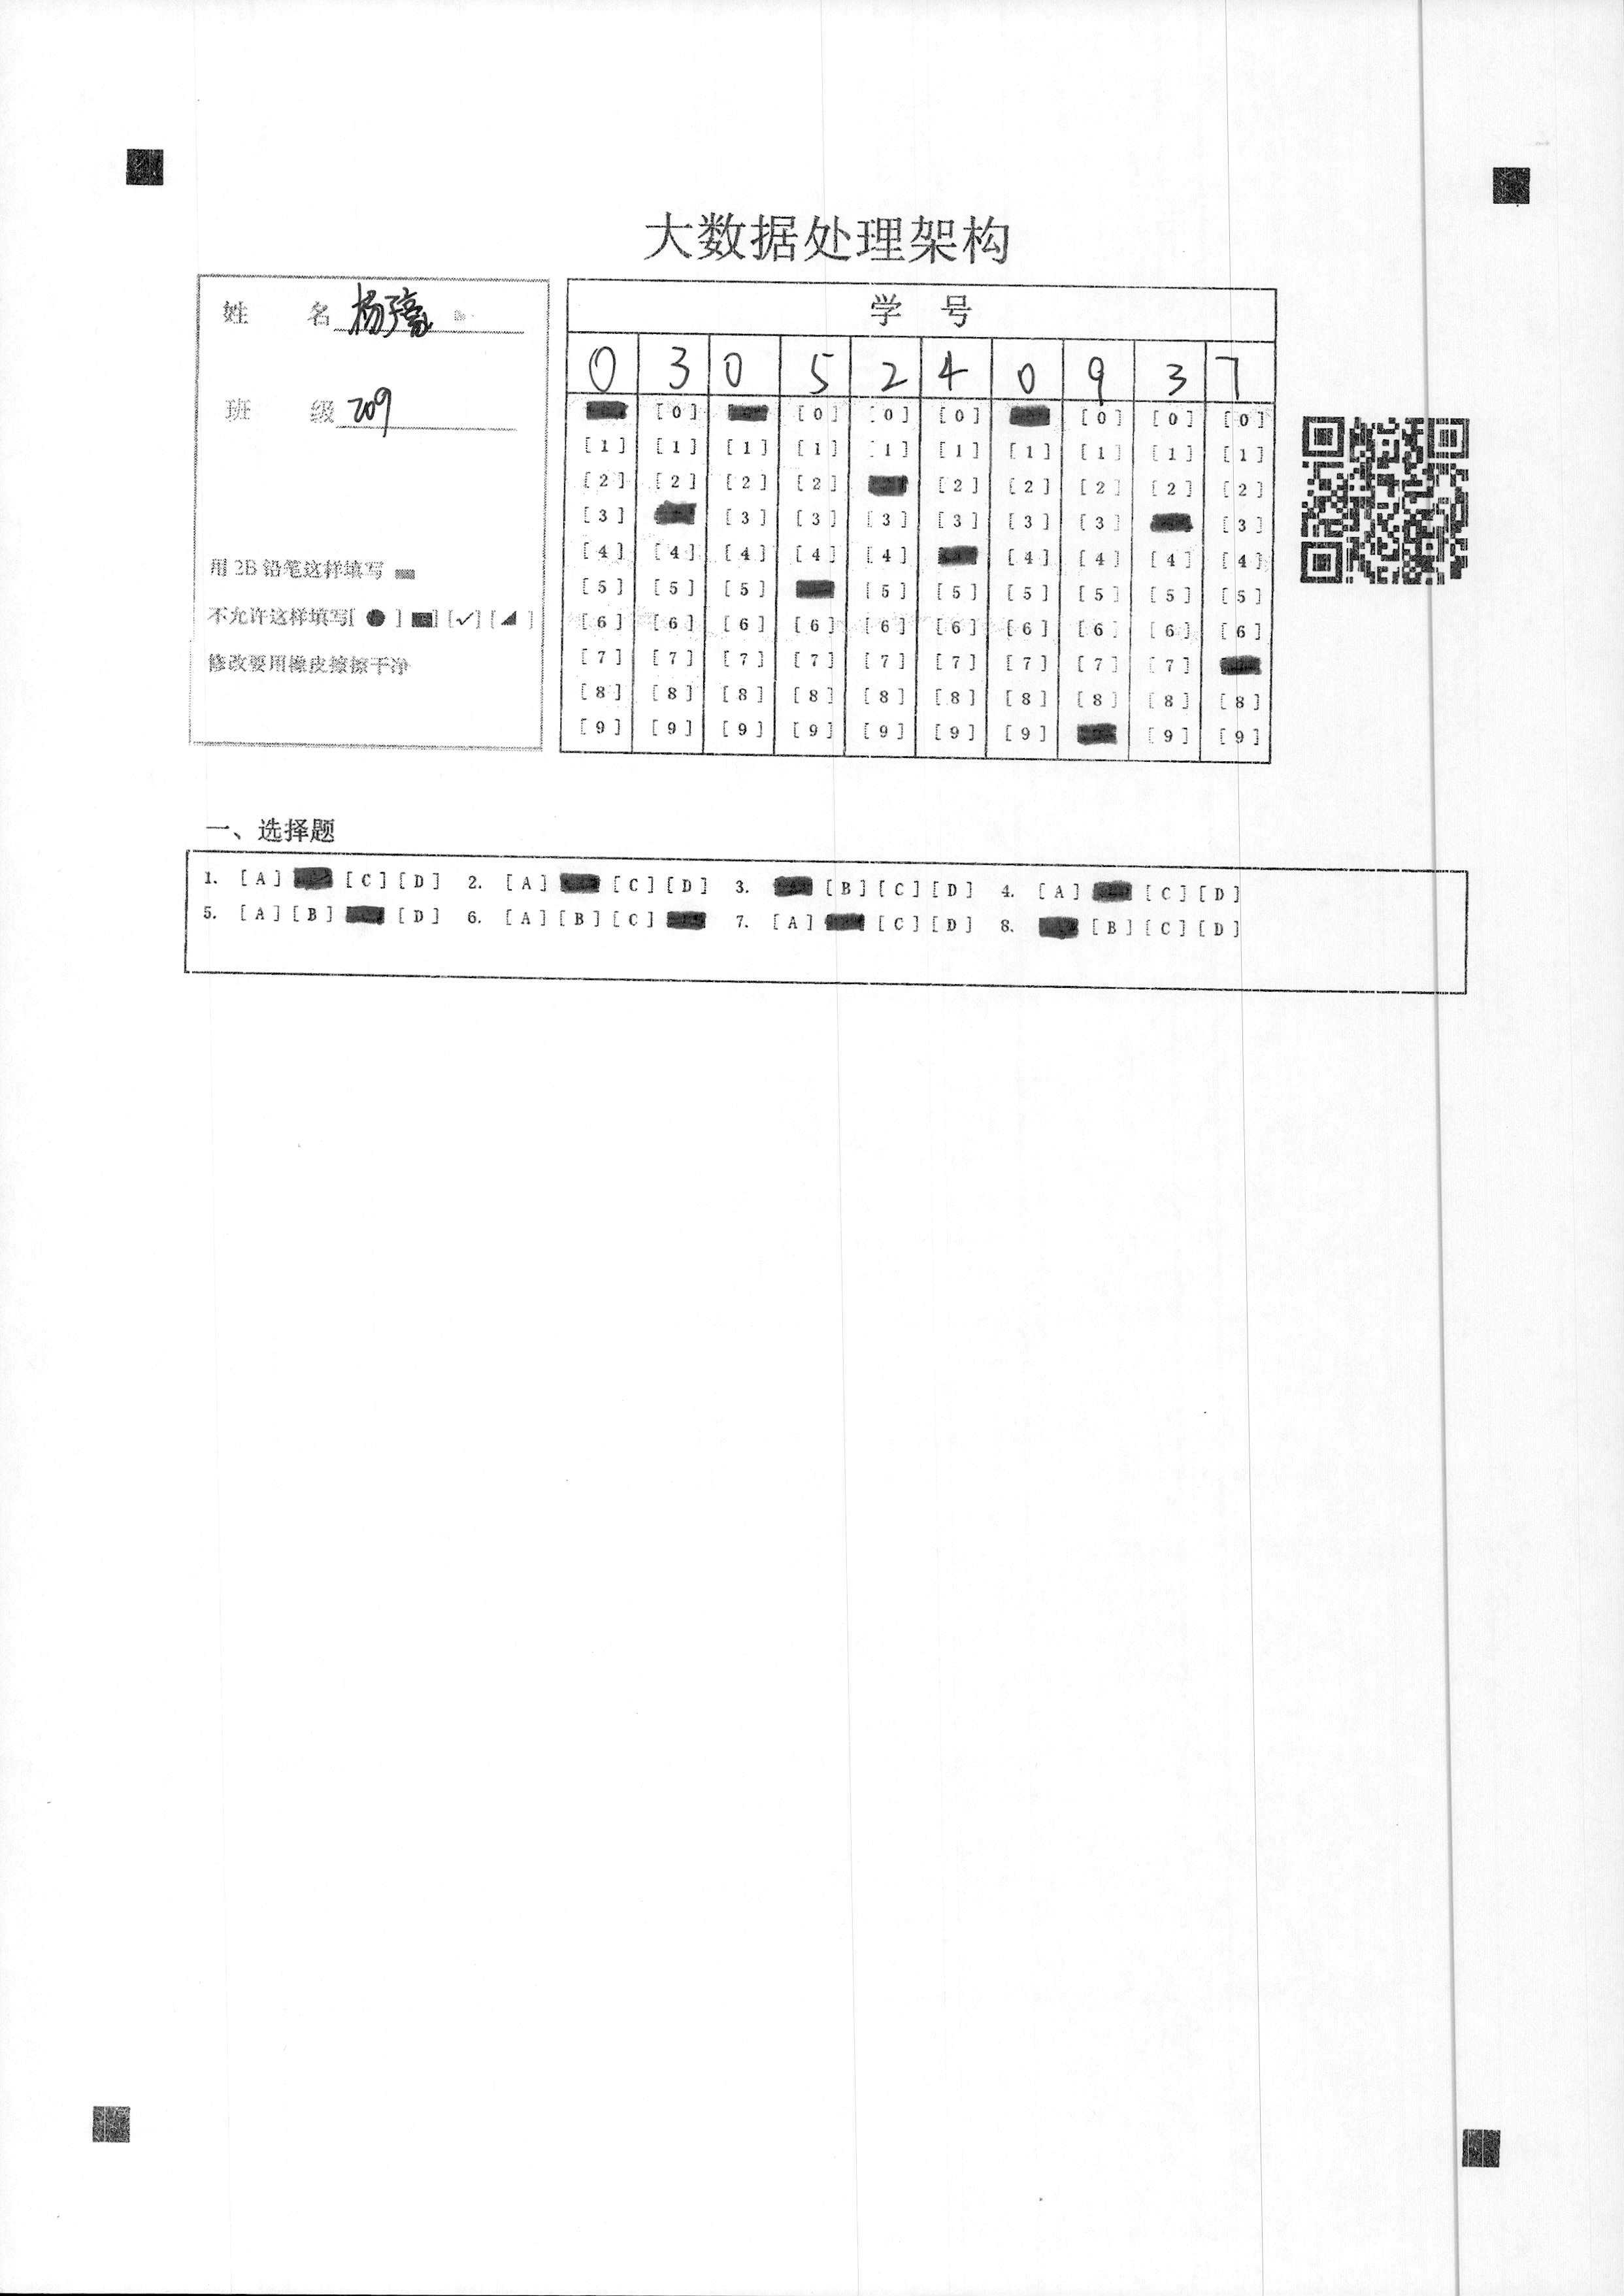 大数据处理架构
姓 名 杨子豪
班 级 209
用 2B 铅笔这样填写
不允许这样填写[ ● ] [■] [✓] [◢ ]
修改要用橡皮擦擦干净
学 号
0 3 0 5 2 4 0 9 3 7
[0] [0] [0] [0] [0] [0] [0]
[1] [1] [1] [1] [1] [1] [1] [1] [1] [1]
[2] [2] [2] [2] [2] [2] [2] [2] [2]
[3] [3] [3] [3] [3] [3] [3] [3]
[4] [4] [4] [4] [4] [4] [4] [4] [4]
[5] [5] [5] [5] [5] [5] [5] [5] [5]
[6] [6] [6] [6] [6] [6] [6] [6] [6] [6]
[7] [7] [7] [7] [7] [7] [7] [7] [7]
[8] [8] [8] [8] [8] [8] [8] [8] [8] [8]
[9] [9] [9] [9] [9] [9] [9] [9] [9]
一、选择题
1. [A] [C] [D] 2. [A] [C] [D] 3. [B] [C] [D] 4. [A] [C] [D]
5. [A] [B] [D] 6. [A] [B] [C] 7. [A] [C] [D] 8. [B] [C] [D]